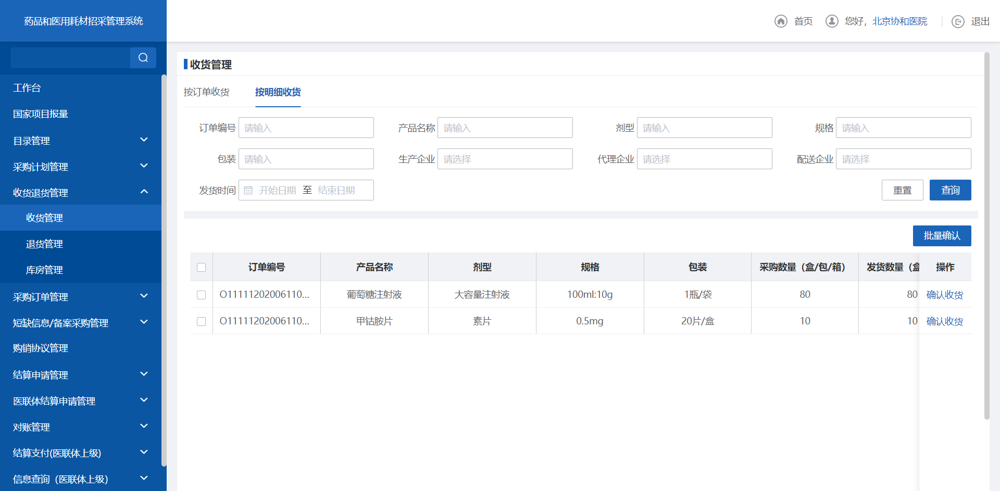 药品和医用耗材招采管理系统
首页
您好，北京协和医院
退出
工作台
国家项目报量
目录管理
采购计划管理
收货退货管理
收货管理
退货管理
库房管理
采购订单管理
短缺信息/备案采购管理
购销协议管理
结算申请管理
医联体结算申请管理
对账管理
结算支付(医联体上级)
信息查询（医联体上级）
收货管理
按订单收货 按明细收货
订单编号 请输入 产品名称 请输入 剂型 请输入 规格 请输入
包装 请输入 生产企业 请选择 代理企业 请选择 配送企业 请选择
发货时间 开始日期 至 结束日期 重置 查询
批量确认
订单编号 产品名称 剂型 规格 包装 采购数量（盒/包/箱） 发货数量（盒 操作
O11111202006110... 葡萄糖注射液 大容量注射液 100ml:10g 1瓶/袋 80 80 确认收货
O11111202006110... 甲钴胺片 素片 0.5mg 20片/盒 10 10 确认收货